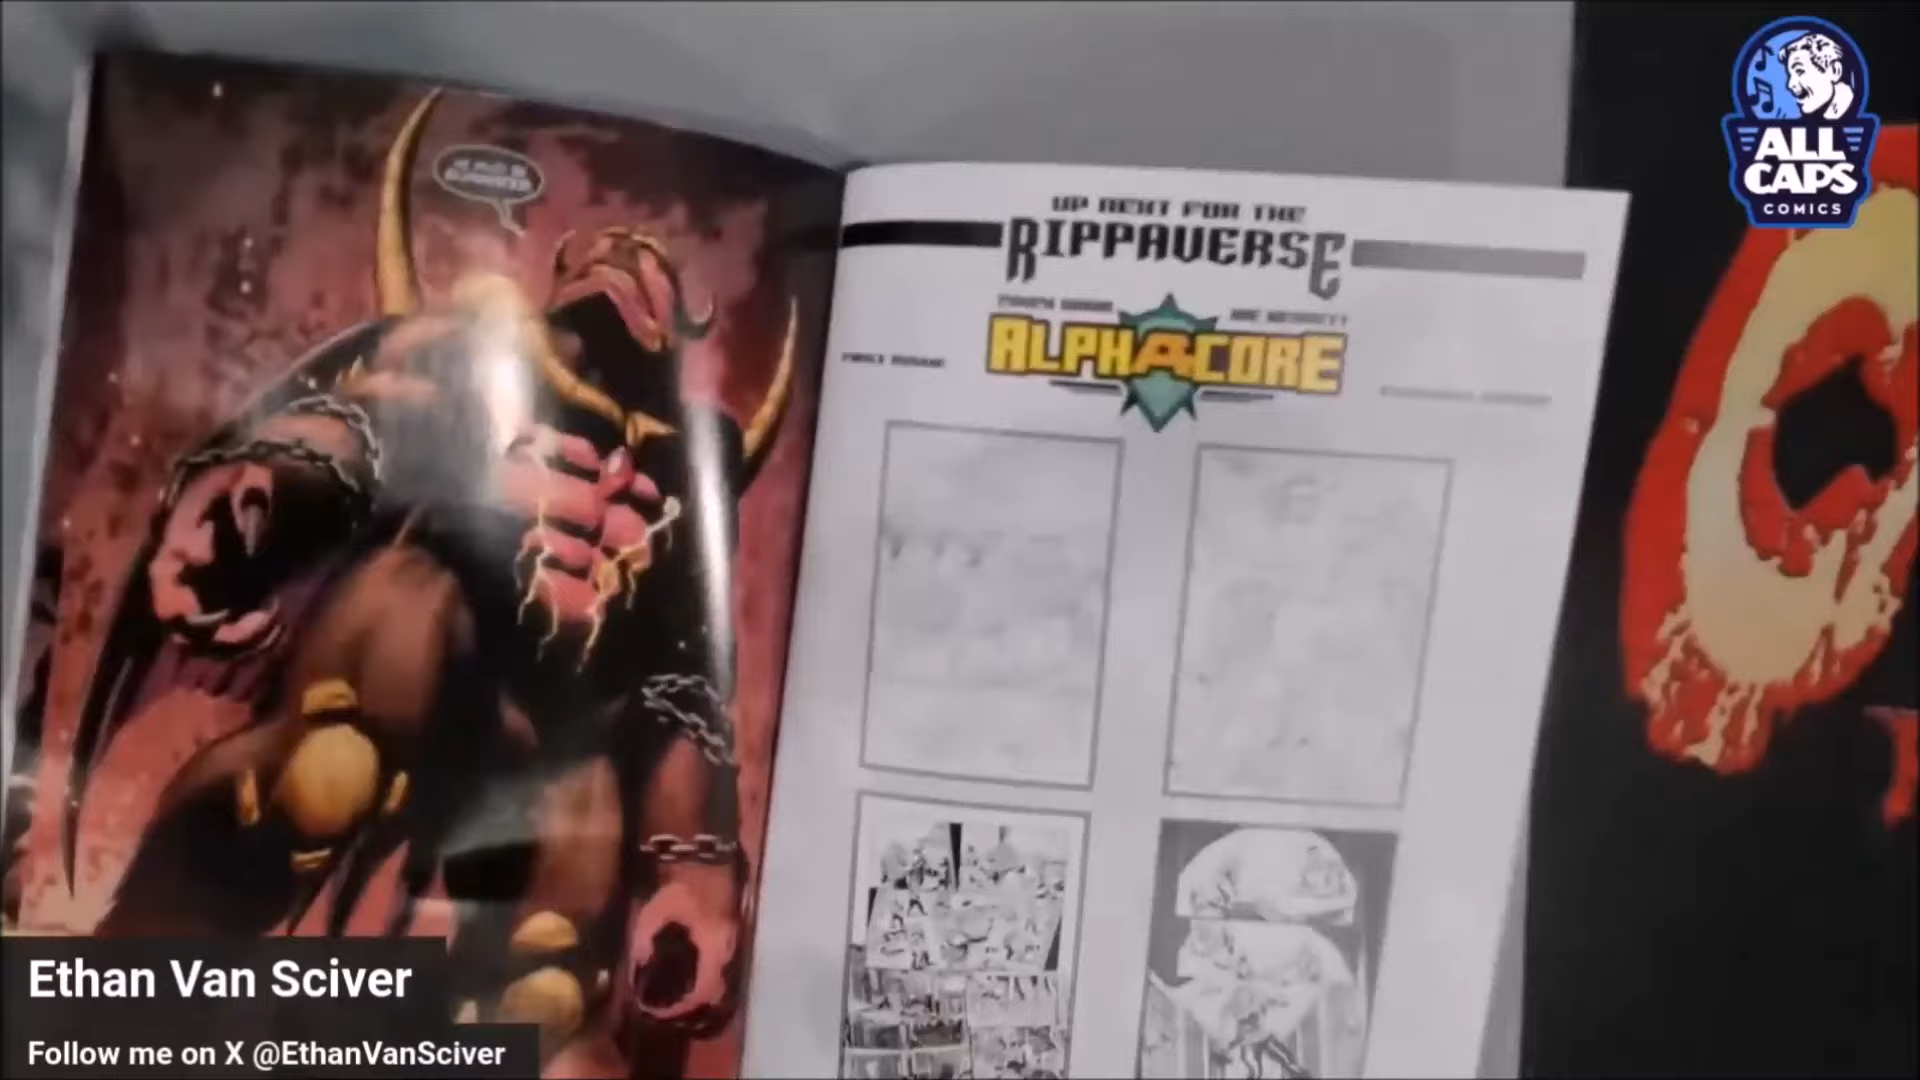 UP NEXT FOR THE
RIPPAVERSE
ALPHACORE
ALL
CAPS
COMICS
Ethan Van Sciver
Follow me on X @EthanVanSciver